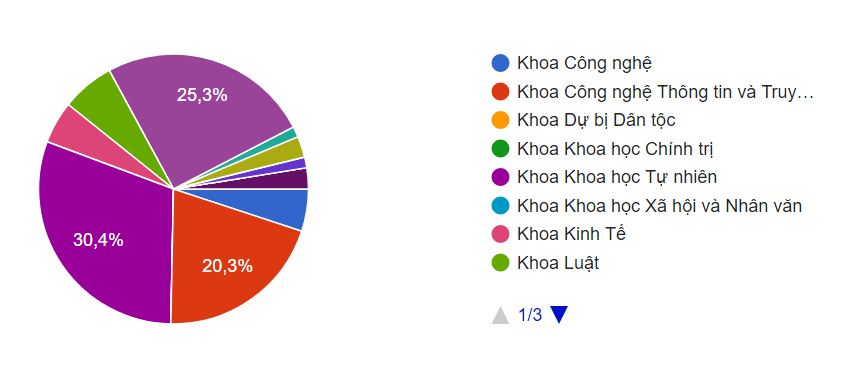 25,3%
30,4%
20,3%
Khoa Công nghệ
Khoa Công nghệ Thông tin và Truy…
Khoa Dự bị Dân tộc
Khoa Khoa học Chính trị
Khoa Khoa học Tự nhiên
Khoa Khoa học Xã hội và Nhân văn
Khoa Kinh Tế
Khoa Luật
1/3